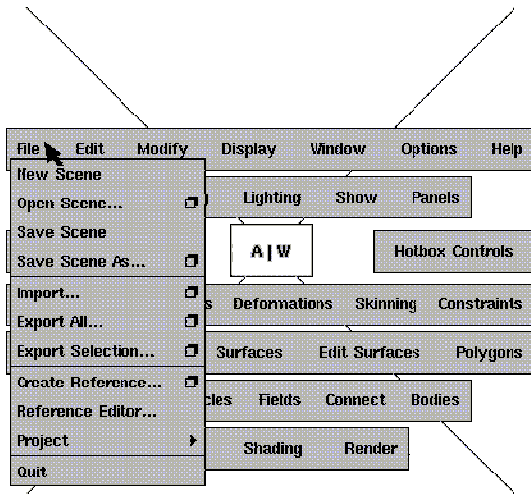 File Edit Modify Display Window Options Help
New Scene
Open Scene...
Lighting Show Panels
Save Scene
A|W
Save Scene As...
Hotbox Controls
Import...
s Deformations Skinning Constraints
Export All...
Export Selection...
Surfaces Edit Surfaces Polygons
Create Reference...
Reference Editor...
cles Fields Connect Bodies
Project
Shading Render
Quit